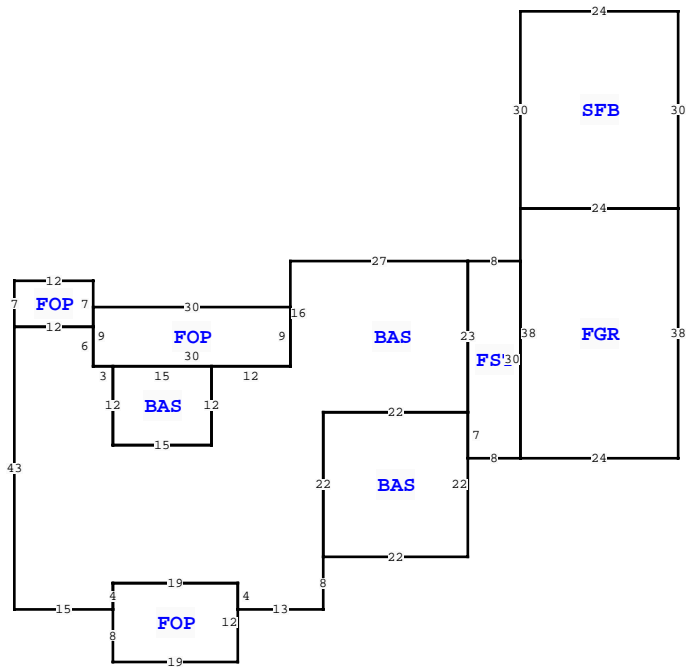 24
30 SFB 30
24
27 8
12
7 FOP 7
30
16
12
6 9 FOP 9 BAS 23 38 FGR 38
30
FS' 30
3 15 12
12 BAS 12
22
7
15
8 24
43
22 BAS 22
22
19 8
4 4
15 13
FOP 12
8
19